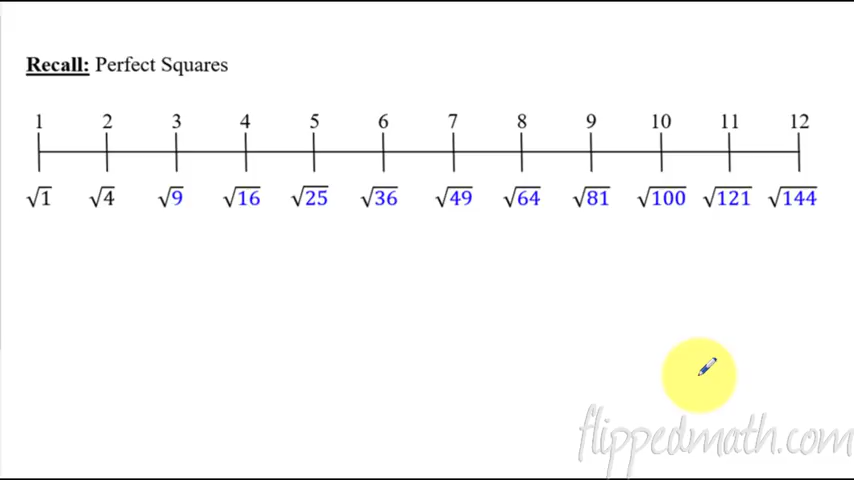 Recall: Perfect Squares
1 2 3 4 5 6 7 8 9 10 11 12
√1 √4 √9 √16 √25 √36 √49 √64 √81 √100 √121 √144
flippedmath.com